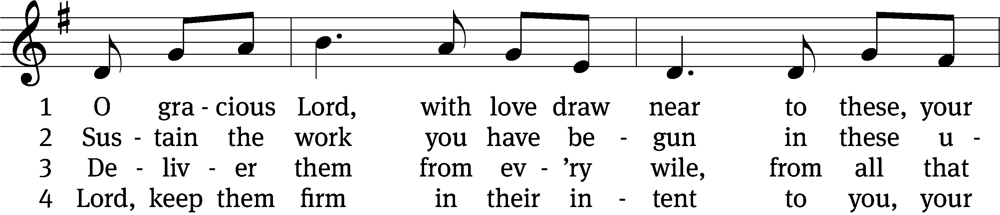 1 O gra - cious Lord, with love draw near to these, your
2 Sus - tain the work you have be - gun in these u -
3 De - liv - er them from ev - ’ry wile, from all that
4 Lord, keep them firm in their in - tent to you, your